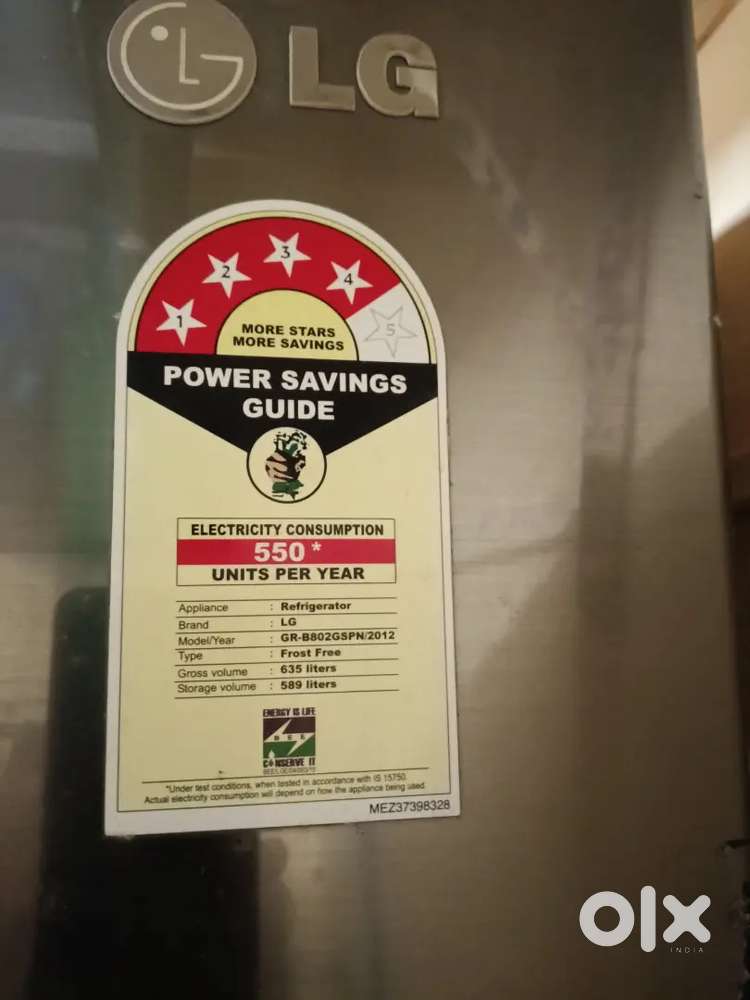 LG
1 2 3 4 5
MORE STARS
MORE SAVINGS
POWER SAVINGS
GUIDE
ELECTRICITY CONSUMPTION
550 *
UNITS PER YEAR
Appliance : Refrigerator
Brand : LG
Model/Year : GR-B802GSPN/2012
Type : Frost Free
Gross volume : 635 liters
Storage volume : 589 liters
ENERGY IS LIFE
BEE
CONSERVE IT
*Under test conditions, when tested in accordance with IS 15750.
Actual electricity consumption will depend on how the appliance being used.
MEZ37398328
olx
INDIA